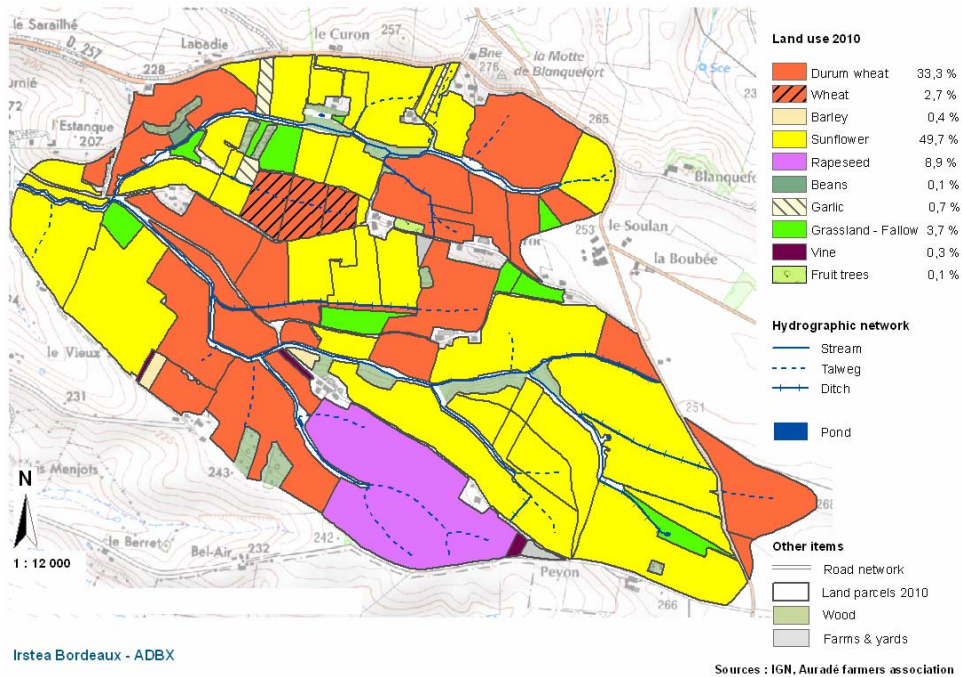 le Sarailhé
D. 257
Labadie
le Curon
257
Bne
276
la Motte
de Blanquefort
Sce
228
265
72
l'Estanque
207
Blanquefo
253
le Soulan
la Boubée
le Vieux
231
251
243
s Menjots
N
242
268
le Berret
Bel-Air
232
1 : 12 000
Peyon
266
Irstea Bordeaux - ADBX
Land use 2010
Durum wheat 33,3 %
Wheat 2,7 %
Barley 0,4 %
Sunflower 49,7 %
Rapeseed 8,9 %
Beans 0,1 %
Garlic 0,7 %
Grassland - Fallow 3,7 %
Vine 0,3 %
Fruit trees 0,1 %
Hydrographic network
Stream
Talweg
Ditch
Pond
Other items
Road network
Land parcels 2010
Wood
Farms & yards
Sources : IGN, Auradé farmers association